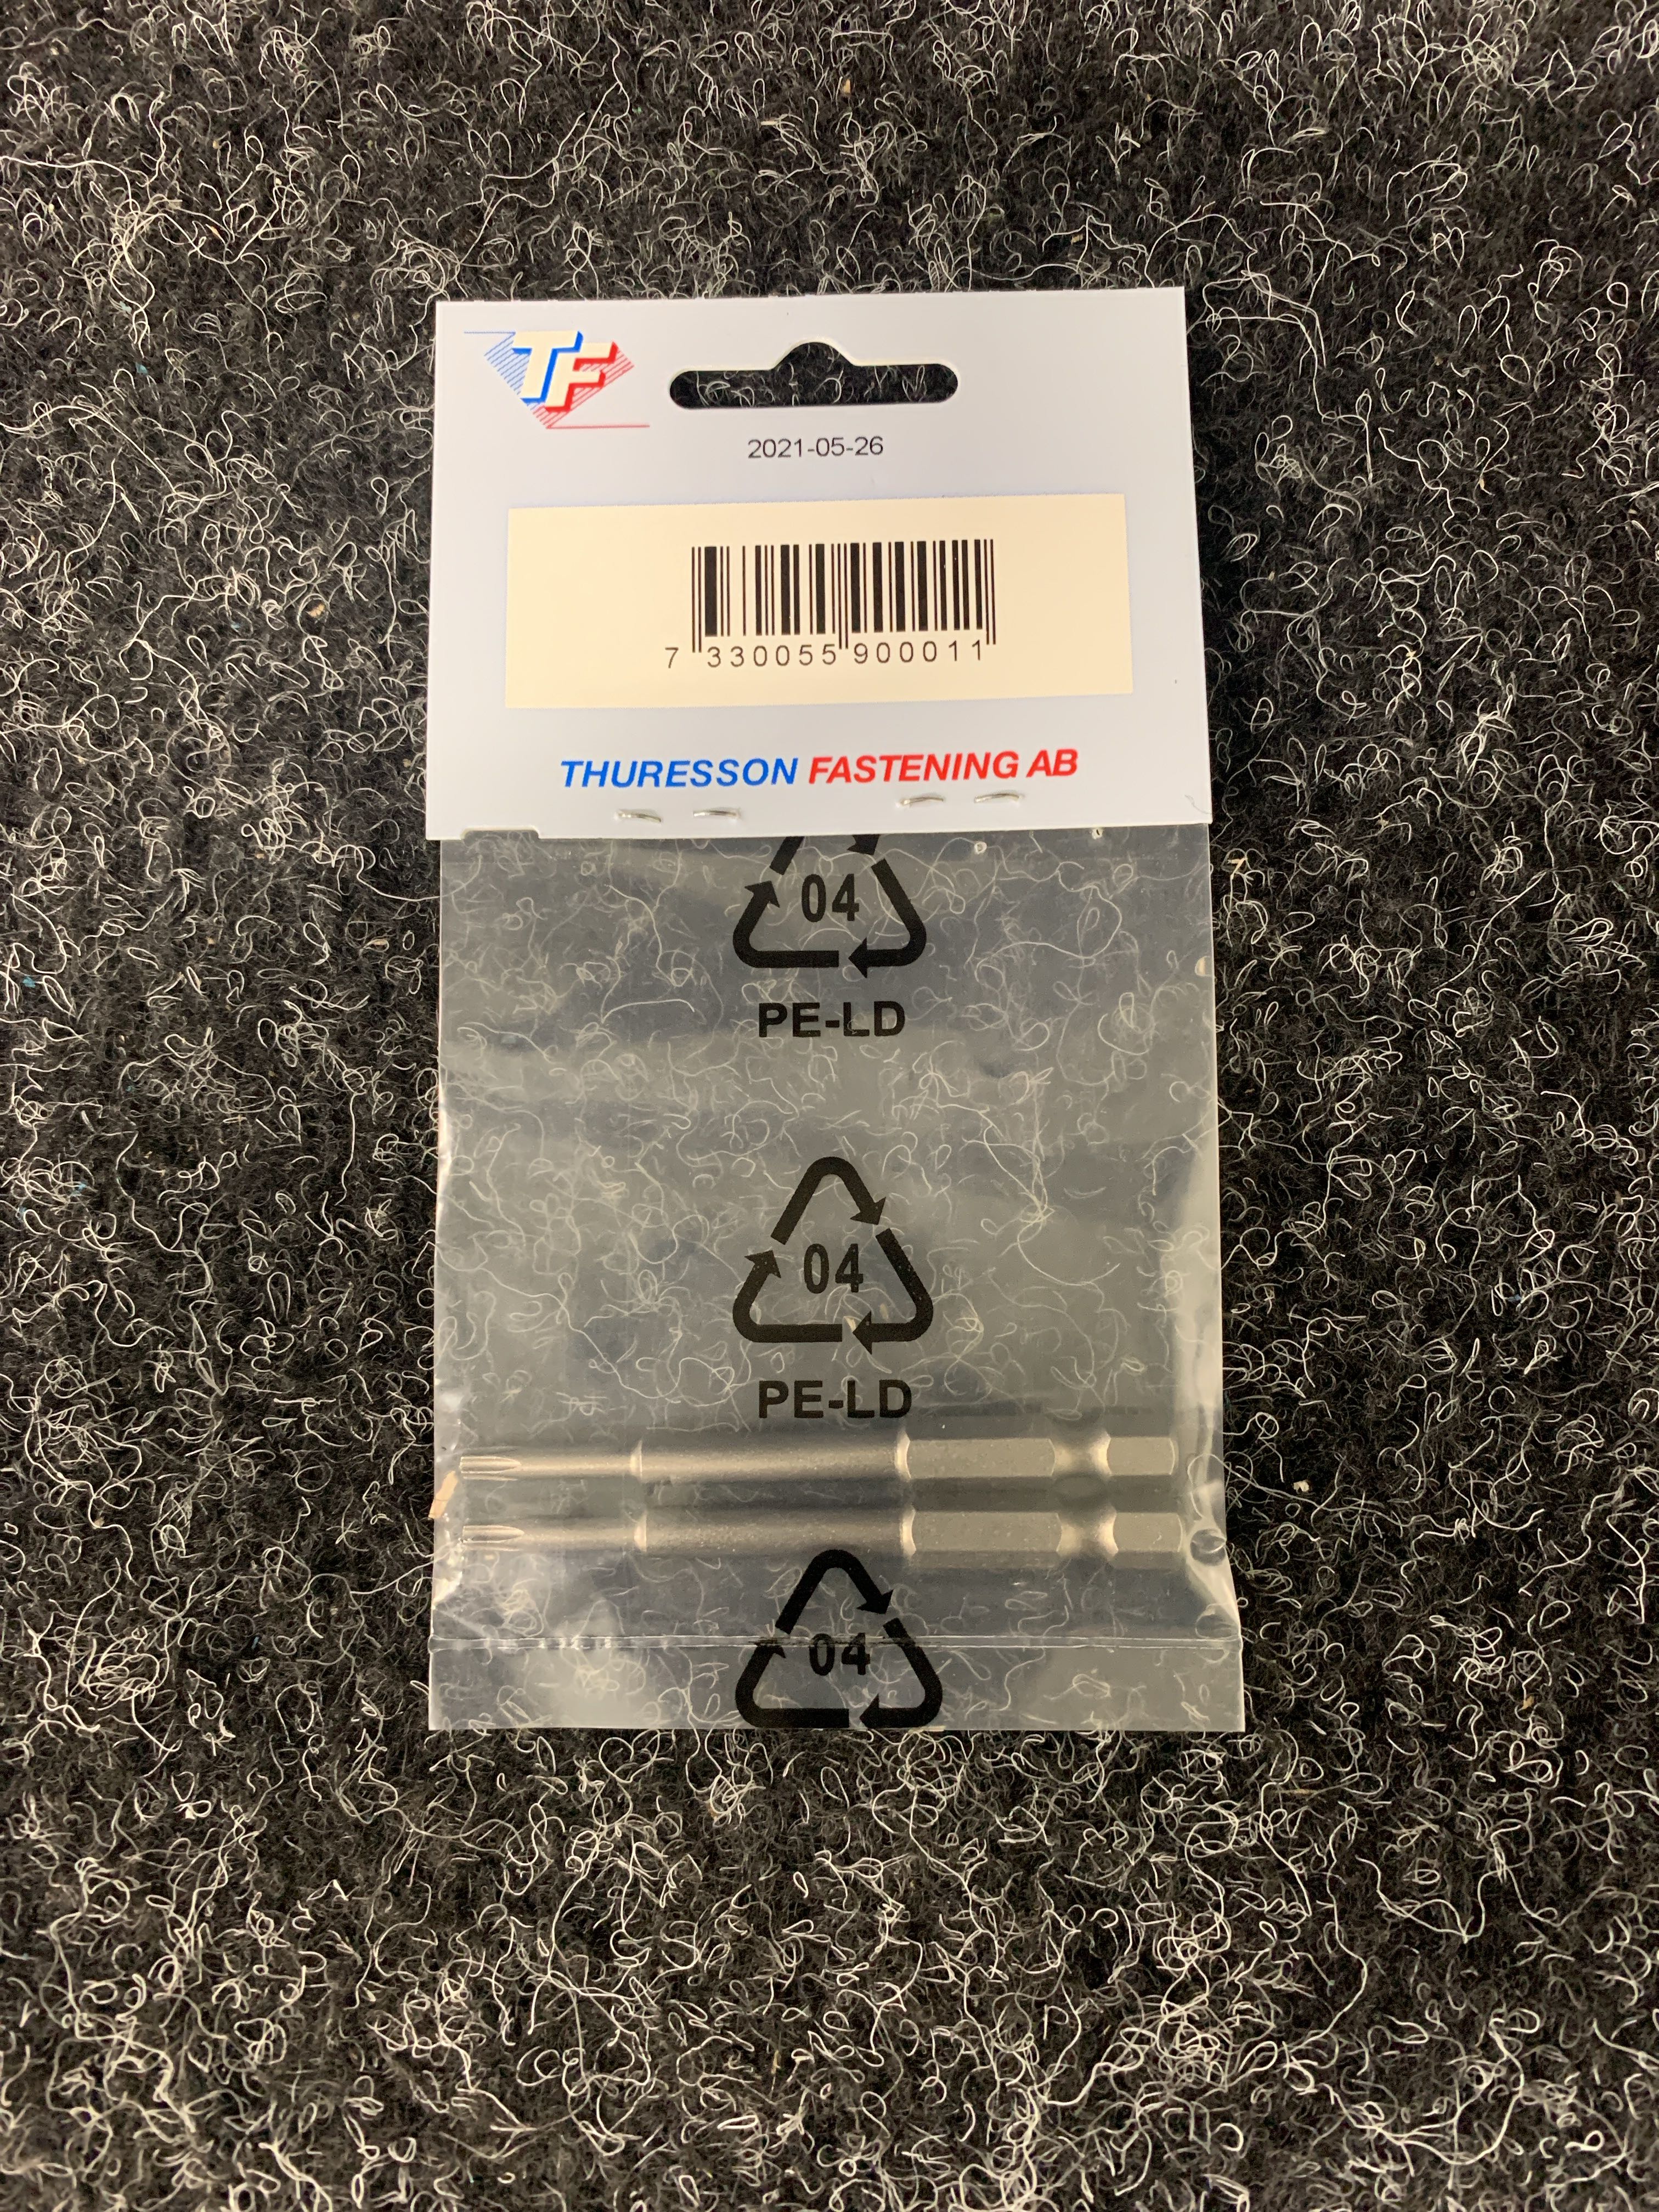 TF
2021-05-26
7 330055 900011
THURESSON FASTENING AB
04
PE-LD
04
PE-LD
04